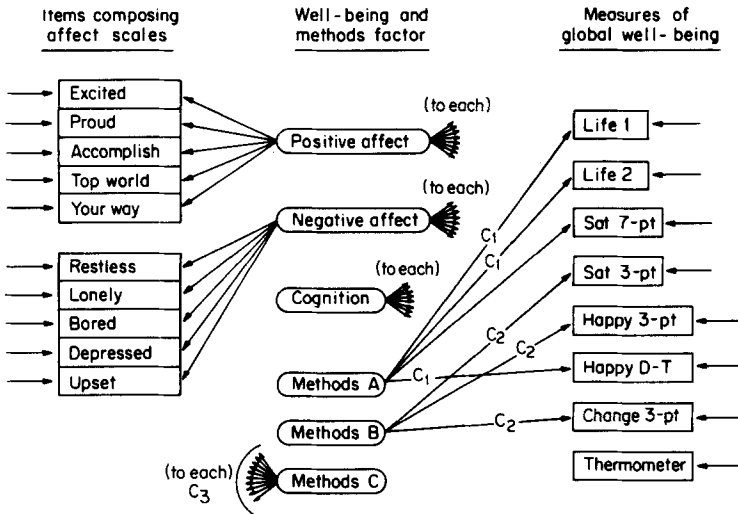 Items composing
affect scales
Well-being and
methods factor
Measures of
global well-being
Excited
Proud
Accomplish
Top world
Your way
Restless
Lonely
Bored
Depressed
Upset
(to each)
Positive affect
(to each)
Negative affect
(to each)
Cognition
Methods A
Methods B
(to each)
C3
Methods C
C1
C1
C2
C2
C1
C2
Life 1
Life 2
Sat 7-pt
Sat 3-pt
Happy 3-pt
Happy D-T
Change 3-pt
Thermometer